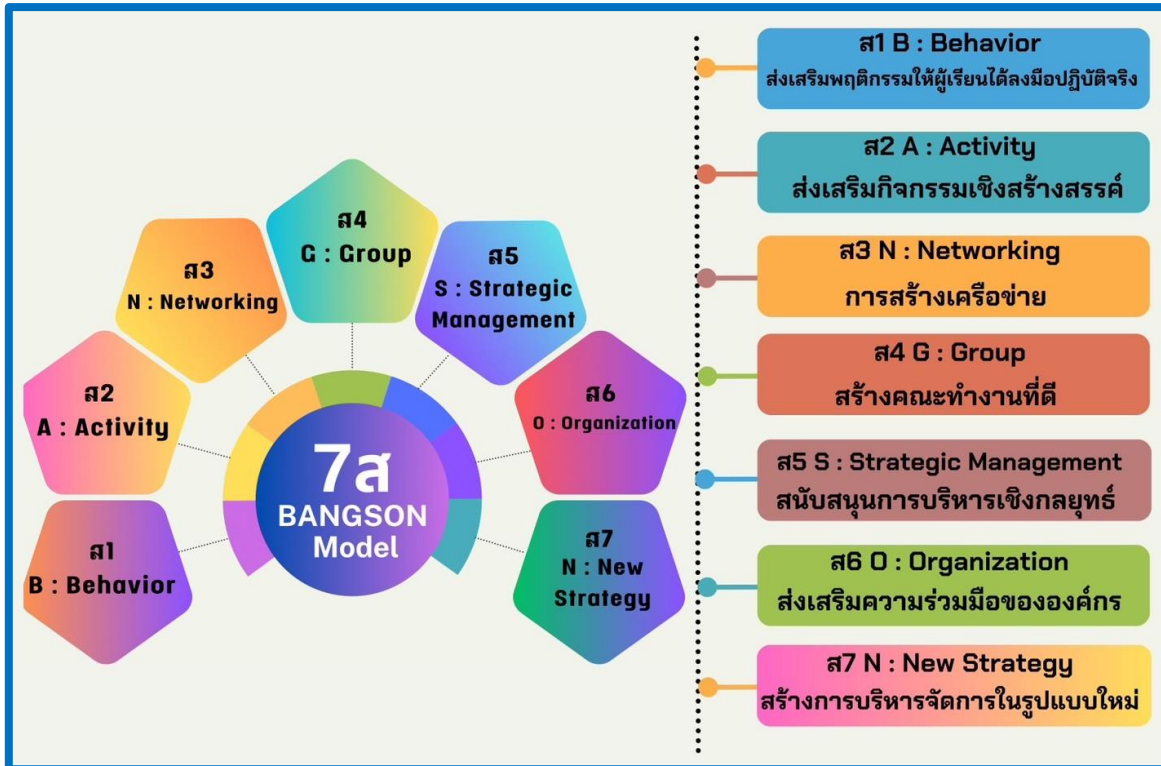 ส1
B : Behavior
ส2
A : Activity
ส3
N : Networking
ส4
G : Group
ส5
S : Strategic
Management
ส6
O : Organization
ส7
N : New
Strategy
7ส
BANGSON
Model
ส1 B : Behavior
ส่งเสริมพฤติกรรมให้ผู้เรียนได้ลงมือปฏิบัติจริง
ส2 A : Activity
ส่งเสริมกิจกรรมเชิงสร้างสรรค์
ส3 N : Networking
การสร้างเครือข่าย
ส4 G : Group
สร้างคณะทำงานที่ดี
ส5 S : Strategic Management
สนับสนุนการบริหารเชิงกลยุทธ์
ส6 O : Organization
ส่งเสริมความร่วมมือขององค์กร
ส7 N : New Strategy
สร้างการบริหารจัดการในรูปแบบใหม่